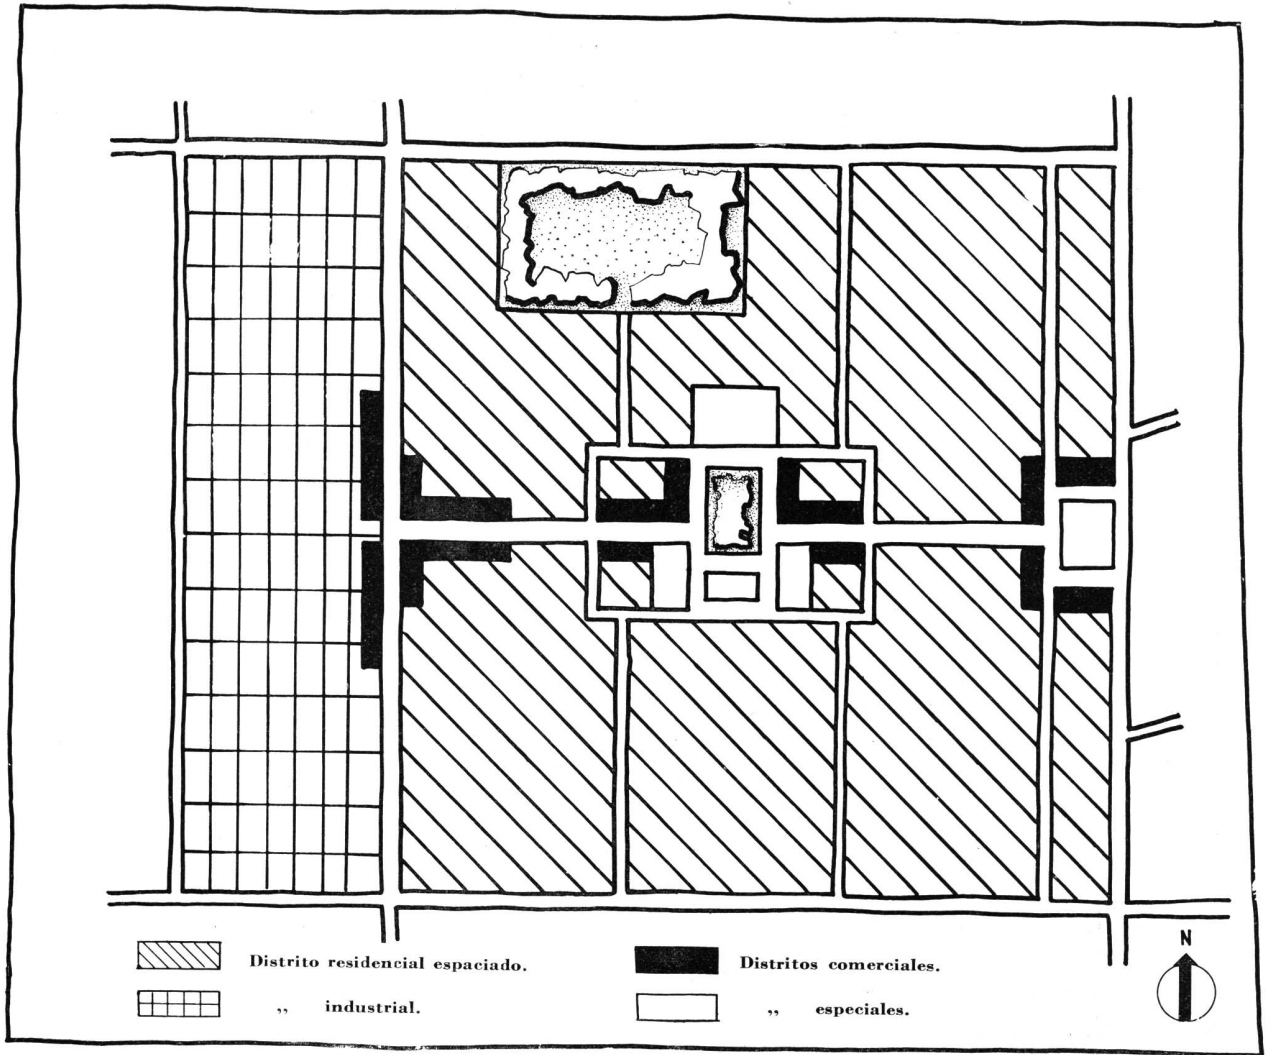 N
Distrito residencial espaciado.
Distritos comerciales.
,, industrial.
,, especiales.